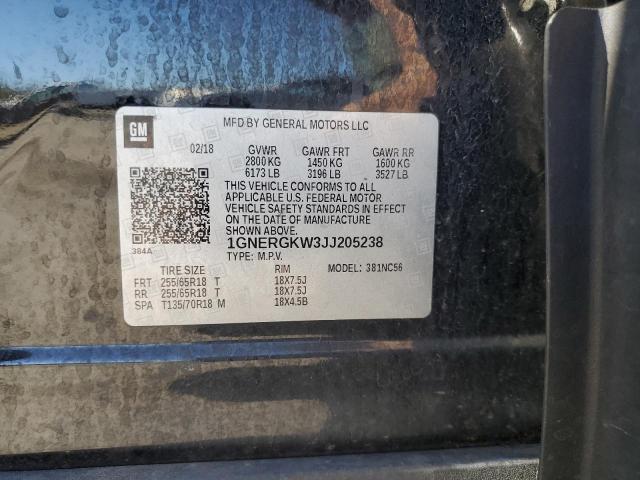 GM
MFD BY GENERAL MOTORS LLC
02/18 GVWR GAWR FRT GAWR RR
2800 KG 1450 KG 1600 KG
6173 LB 3196 LB 3527 LB
THIS VEHICLE CONFORMS TO ALL
APPLICABLE U.S. FEDERAL MOTOR
VEHICLE SAFETY STANDARDS IN EFFECT
ON THE DATE OF MANUFACTURE
SHOWN ABOVE.
1GNERGKW3JJ205238
384A
TYPE: M.P.V.
TIRE SIZE RIM MODEL: 381NC56
FRT 255/65R18 T 18X7.5J
RR 255/65R18 T 18X7.5J
SPA T135/70R18 M 18X4.5B